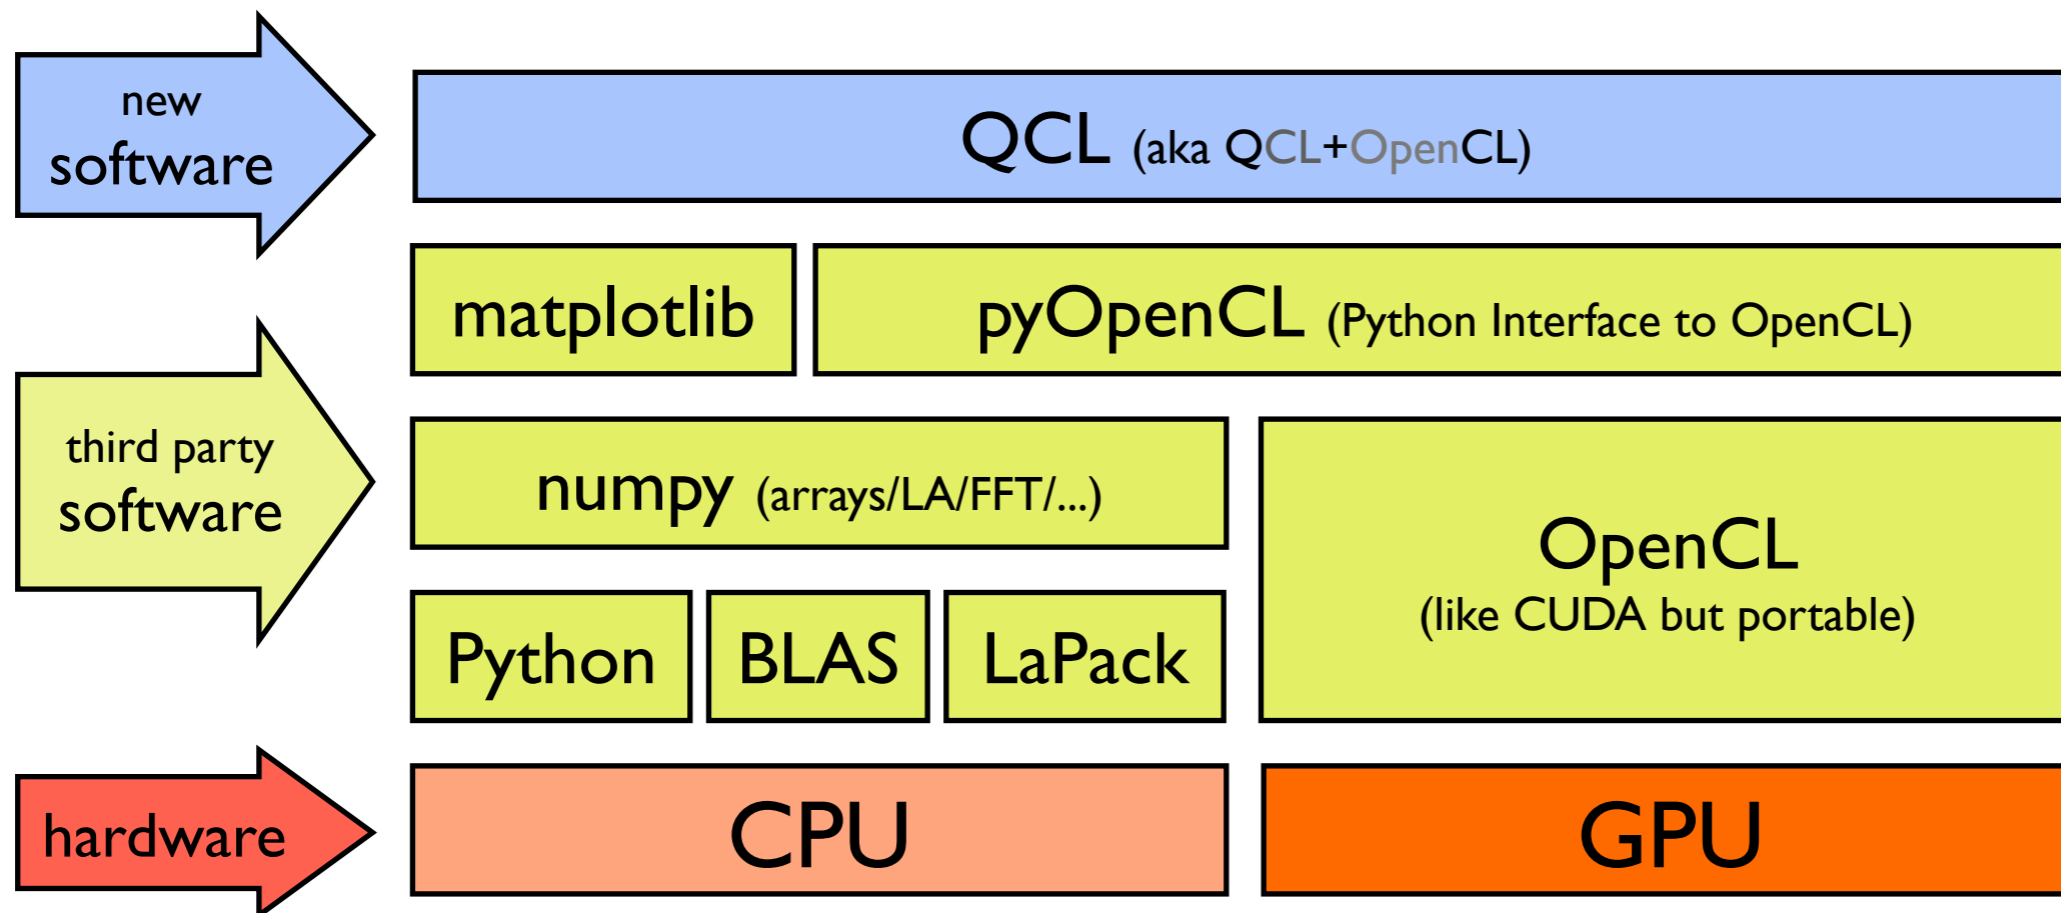 new
software
QCL (aka QCL+OpenCL)
matplotlib
pyOpenCL (Python Interface to OpenCL)
third party
software
numpy (arrays/LA/FFT/...)
OpenCL
(like CUDA but portable)
Python
BLAS
LaPack
hardware
CPU
GPU